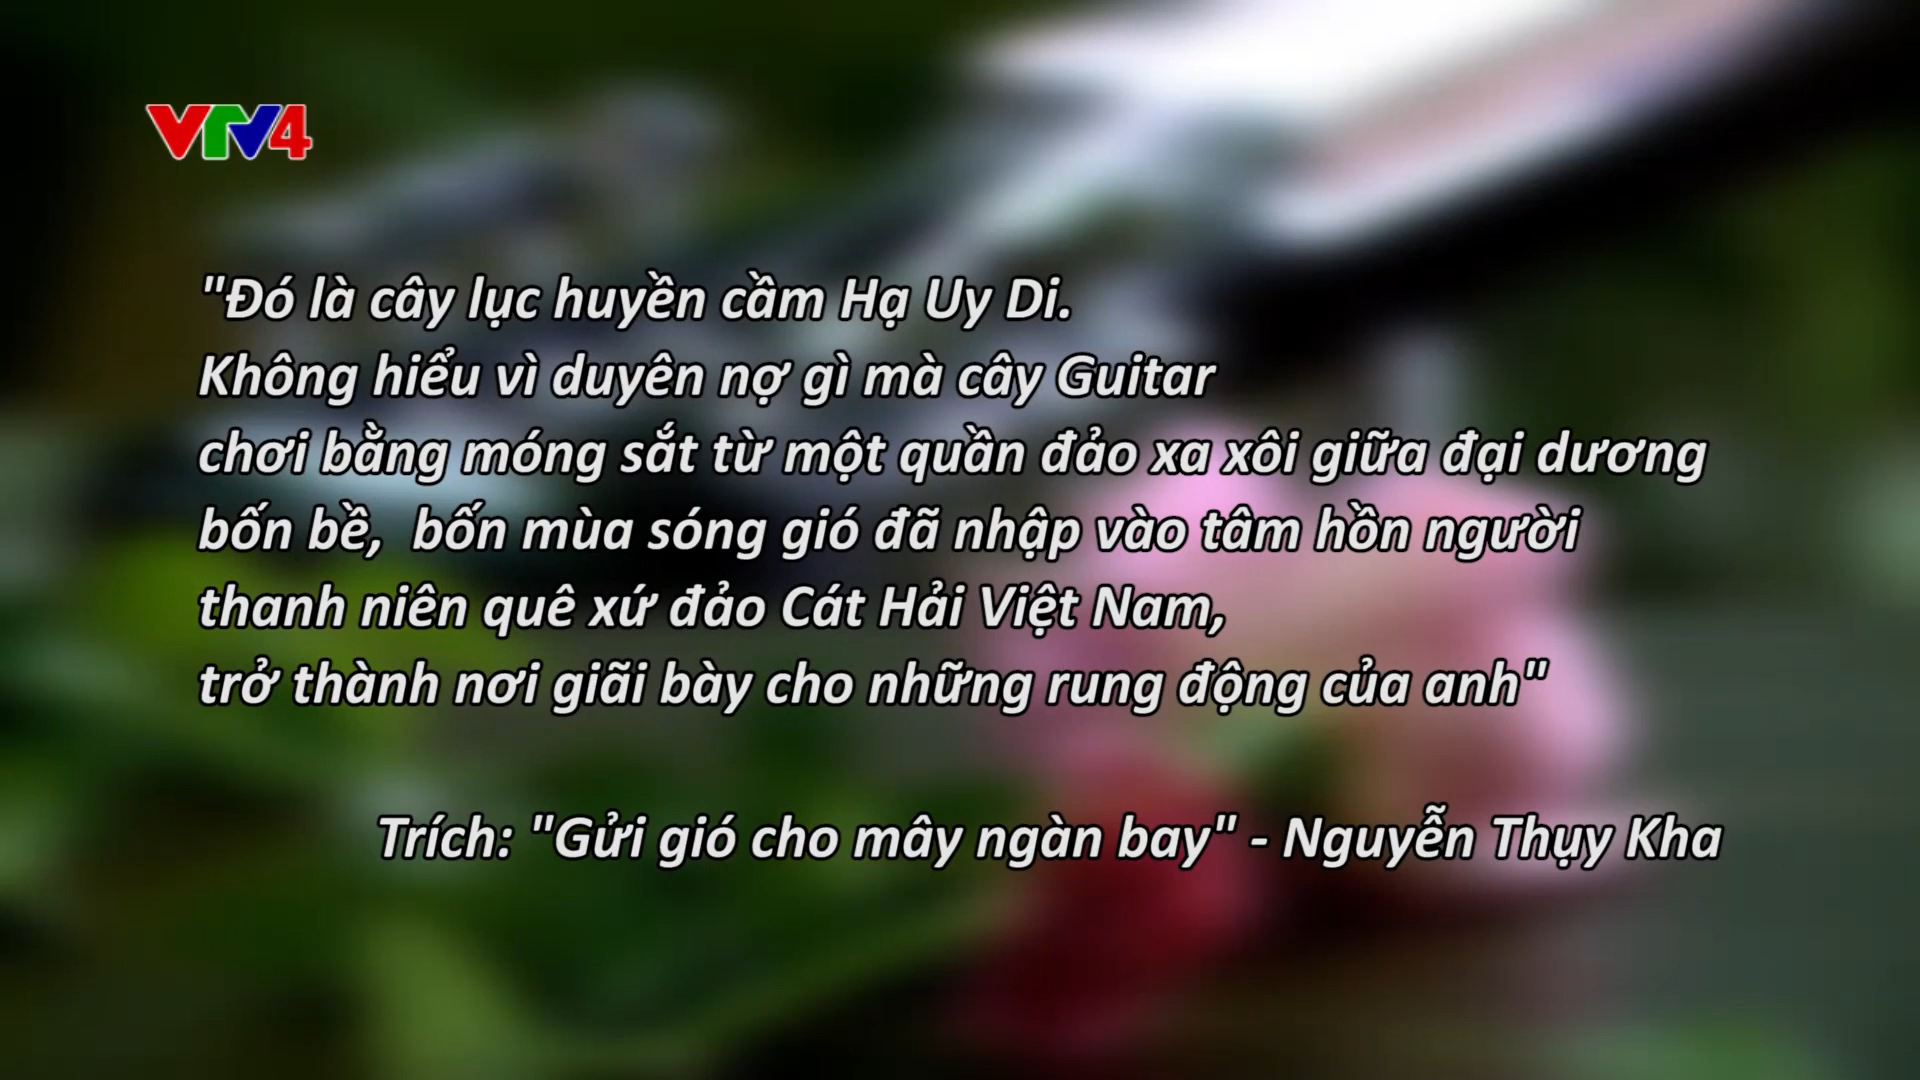 VTV4
"Đó là cây lục huyền cầm Hạ Uy Di.
Không hiểu vì duyên nợ gì mà cây Guitar
chơi bằng móng sắt từ một quần đảo xa xôi giữa đại dương
bốn bề,  bốn mùa sóng gió đã nhập vào tâm hồn người
thanh niên quê xứ đảo Cát Hải Việt Nam,
trở thành nơi giãi bày cho những rung động của anh"
Trích: "Gửi gió cho mây ngàn bay" - Nguyễn Thụy Kha